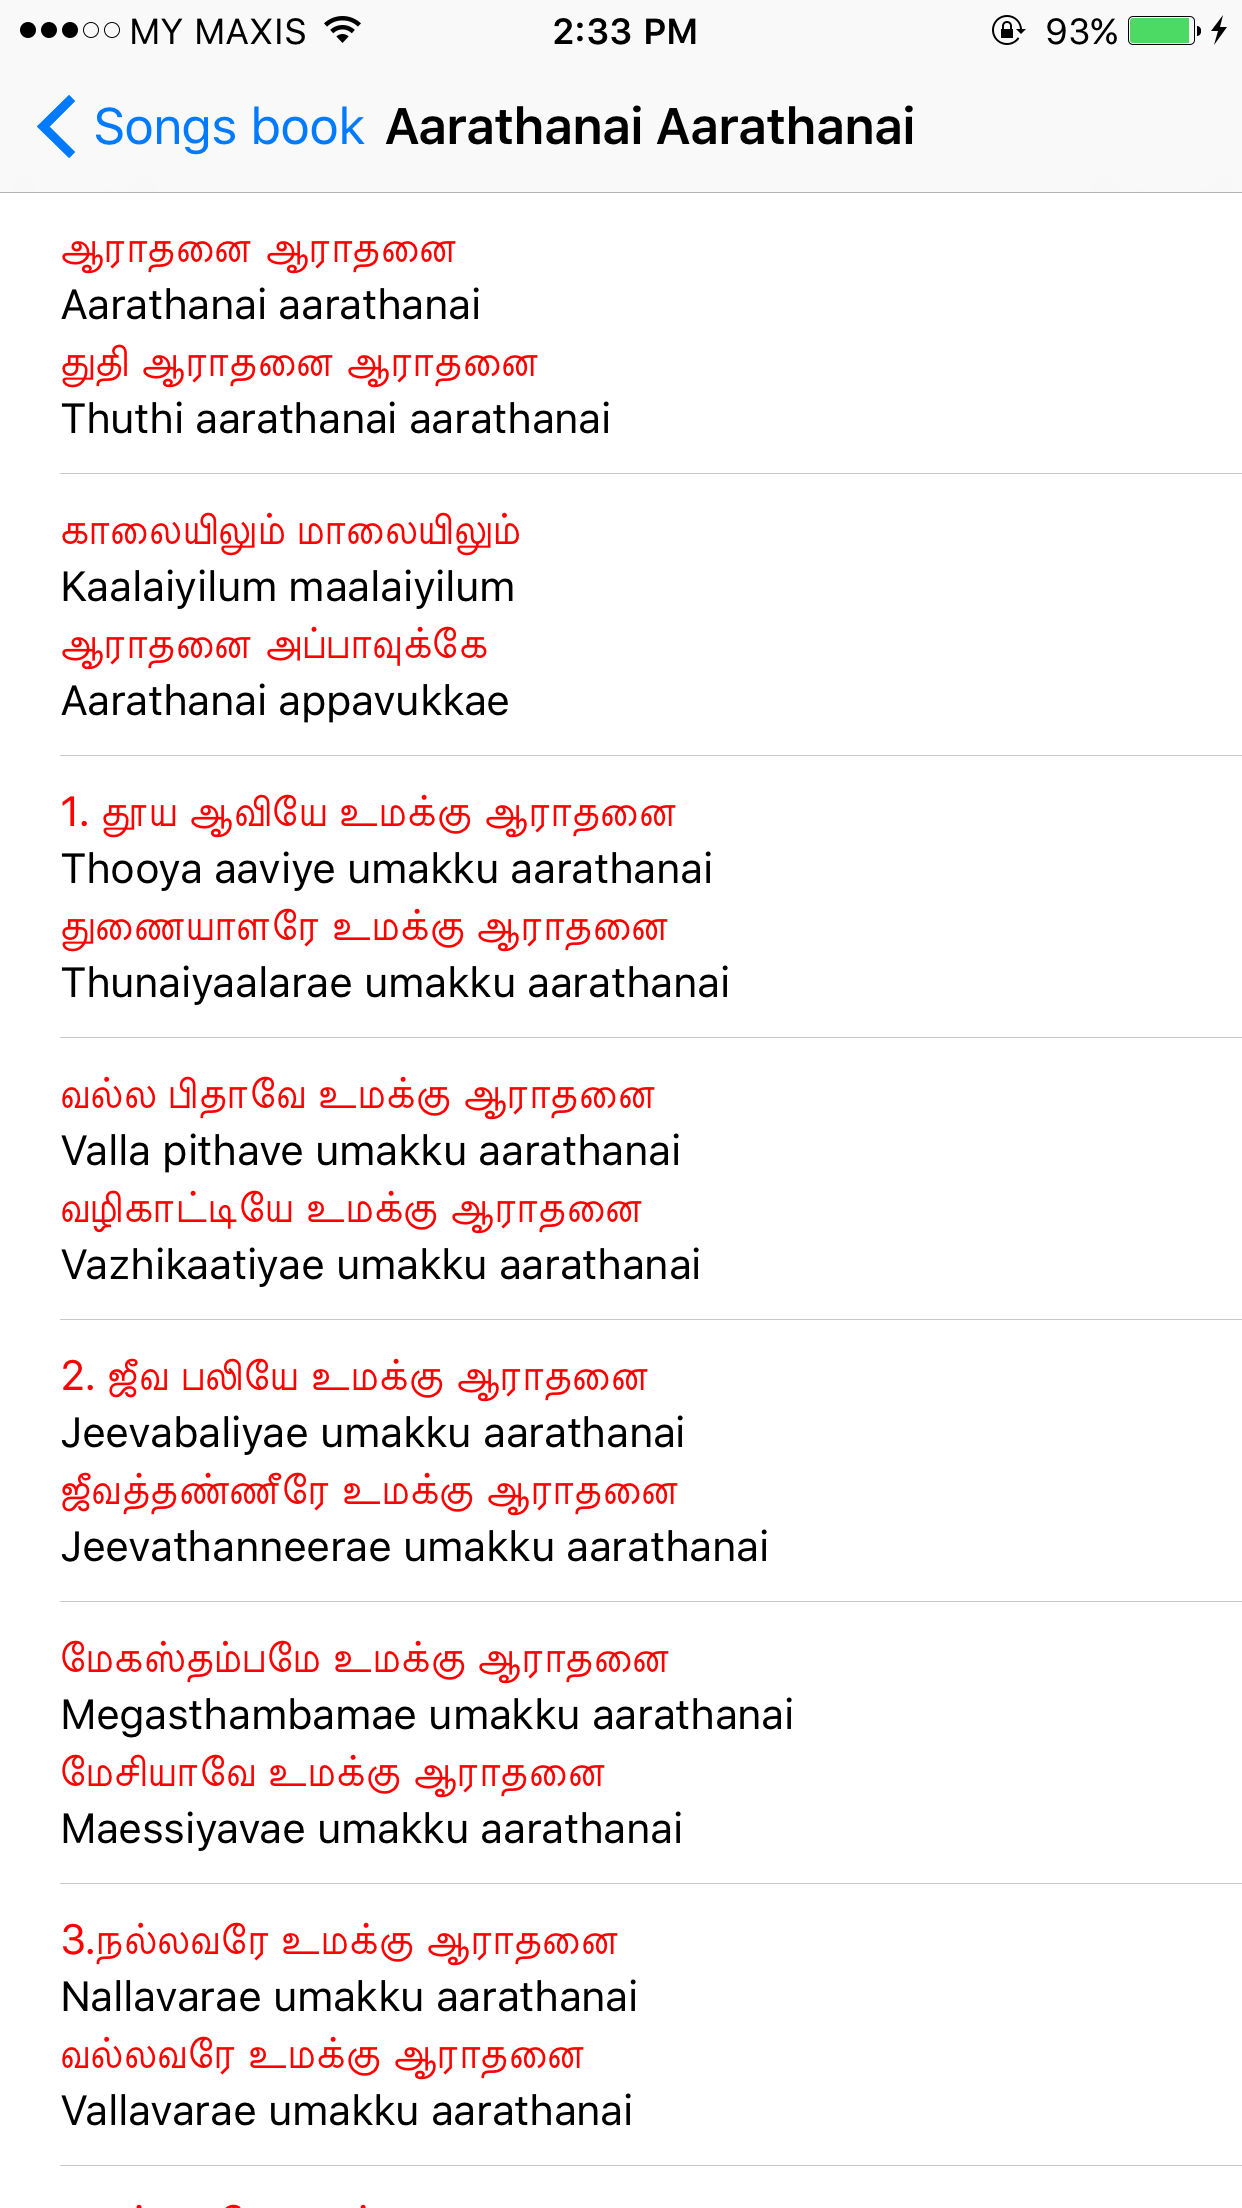 MY MAXIS 2:33 PM 93%
Songs book Aarathanai Aarathanai
ஆராதனை ஆராதனை
Aarathanai aarathanai
துதி ஆராதனை ஆராதனை
Thuthi aarathanai aarathanai
காலையிலும் மாலையிலும்
Kaalaiyilum maalaiyilum
ஆராதனை அப்பாவுக்கே
Aarathanai appavukkae
1. தூய ஆவியே உமக்கு ஆராதனை
Thooya aaviye umakku aarathanai
துணையாளரே உமக்கு ஆராதனை
Thunaiyaalarae umakku aarathanai
வல்ல பிதாவே உமக்கு ஆராதனை
Valla pithave umakku aarathanai
வழிகாட்டியே உமக்கு ஆராதனை
Vazhikaatiyae umakku aarathanai
2. ஜீவ பலியே உமக்கு ஆராதனை
Jeevabaliyae umakku aarathanai
ஜீவத்தண்ணீரே உமக்கு ஆராதனை
Jeevathanneerae umakku aarathanai
மேகஸ்தம்பமே உமக்கு ஆராதனை
Megasthambamae umakku aarathanai
மேசியாவே உமக்கு ஆராதனை
Maessiyavae umakku aarathanai
3.நல்லவரே உமக்கு ஆராதனை
Nallavarae umakku aarathanai
வல்லவரே உமக்கு ஆராதனை
Vallavarae umakku aarathanai